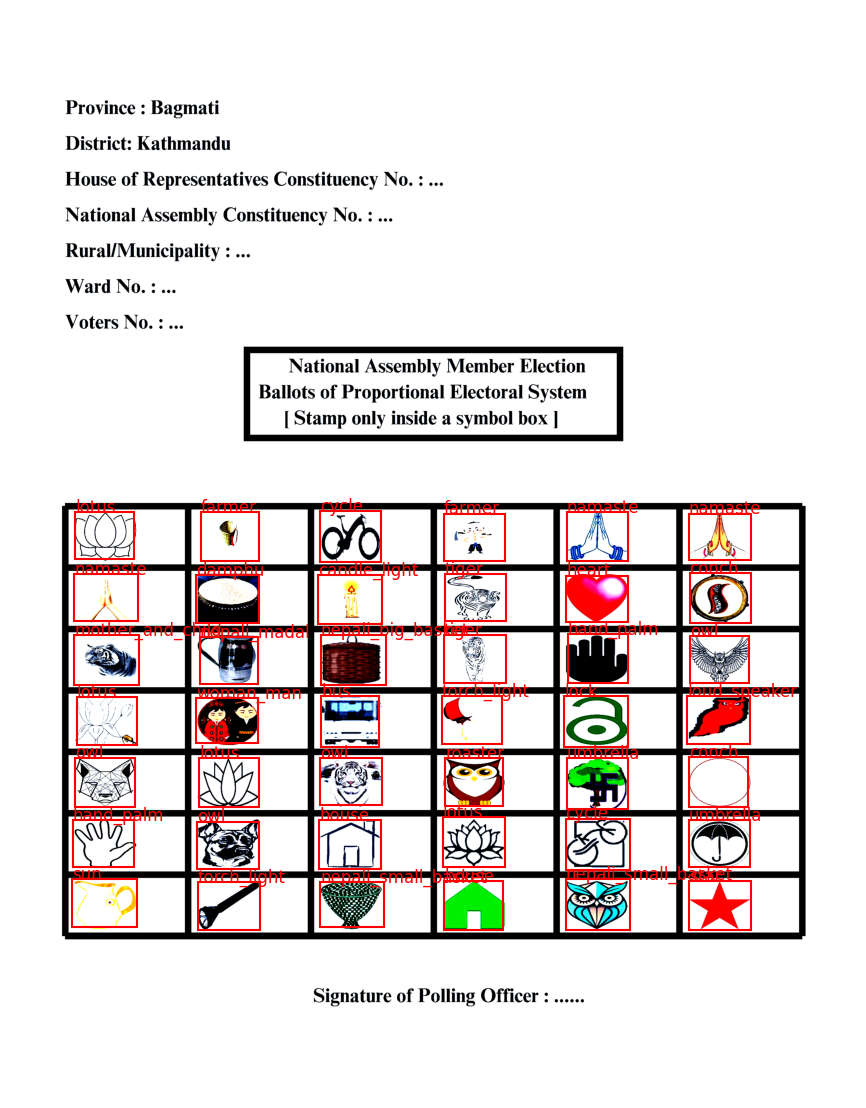 Province : Bagmati
District: Kathmandu
House of Representatives Constituency No. : ...
National Assembly Constituency No. : ...
Rural/Municipality : ...
Ward No. : ...
Voters No. : ...
National Assembly Member Election
Ballots of Proportional Electoral System
[ Stamp only inside a symbol box ]
lotus farmer cycle farmer namaste namaste
namaste damphu candle_light tiger heart conch
mother_and_child nepali_madal nepali_big_basket tiger hand_palm owl
lotus woman_man bus torch_light lock loud_speaker
owl lotus owl roaster umbrella conch
hand_palm owl house lotus cycle umbrella
sun torch_light nepali_small_basket house nepali_small_basket
Signature of Polling Officer : ......